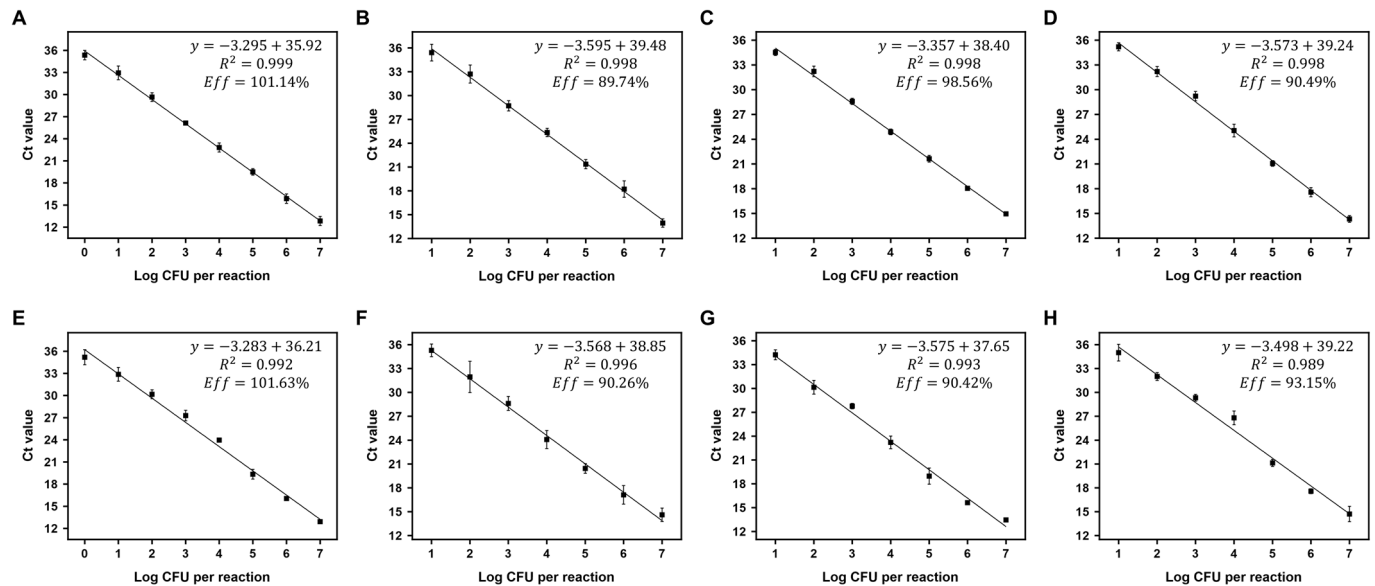 A
y = −3.295 + 35.92
R² = 0.999
Eff = 101.14%
Ct value
36
33
30
27
24
21
18
15
12
0 1 2 3 4 5 6 7
Log CFU per reaction
B
y = −3.595 + 39.48
R² = 0.998
Eff = 89.74%
Ct value
36
33
30
27
24
21
18
15
12
1 2 3 4 5 6 7
Log CFU per reaction
C
y = −3.357 + 38.40
R² = 0.998
Eff = 98.56%
Ct value
36
33
30
27
24
21
18
15
12
1 2 3 4 5 6 7
Log CFU per reaction
D
y = −3.573 + 39.24
R² = 0.998
Eff = 90.49%
Ct value
36
33
30
27
24
21
18
15
12
1 2 3 4 5 6 7
Log CFU per reaction
E
y = −3.283 + 36.21
R² = 0.992
Eff = 101.63%
Ct value
36
33
30
27
24
21
18
15
12
0 1 2 3 4 5 6 7
Log CFU per reaction
F
y = −3.568 + 38.85
R² = 0.996
Eff = 90.26%
Ct value
36
33
30
27
24
21
18
15
12
1 2 3 4 5 6 7
Log CFU per reaction
G
y = −3.575 + 37.65
R² = 0.993
Eff = 90.42%
Ct value
36
33
30
27
24
21
18
15
12
1 2 3 4 5 6 7
Log CFU per reaction
H
y = −3.498 + 39.22
R² = 0.989
Eff = 93.15%
Ct value
36
33
30
27
24
21
18
15
12
1 2 3 4 5 6 7
Log CFU per reaction